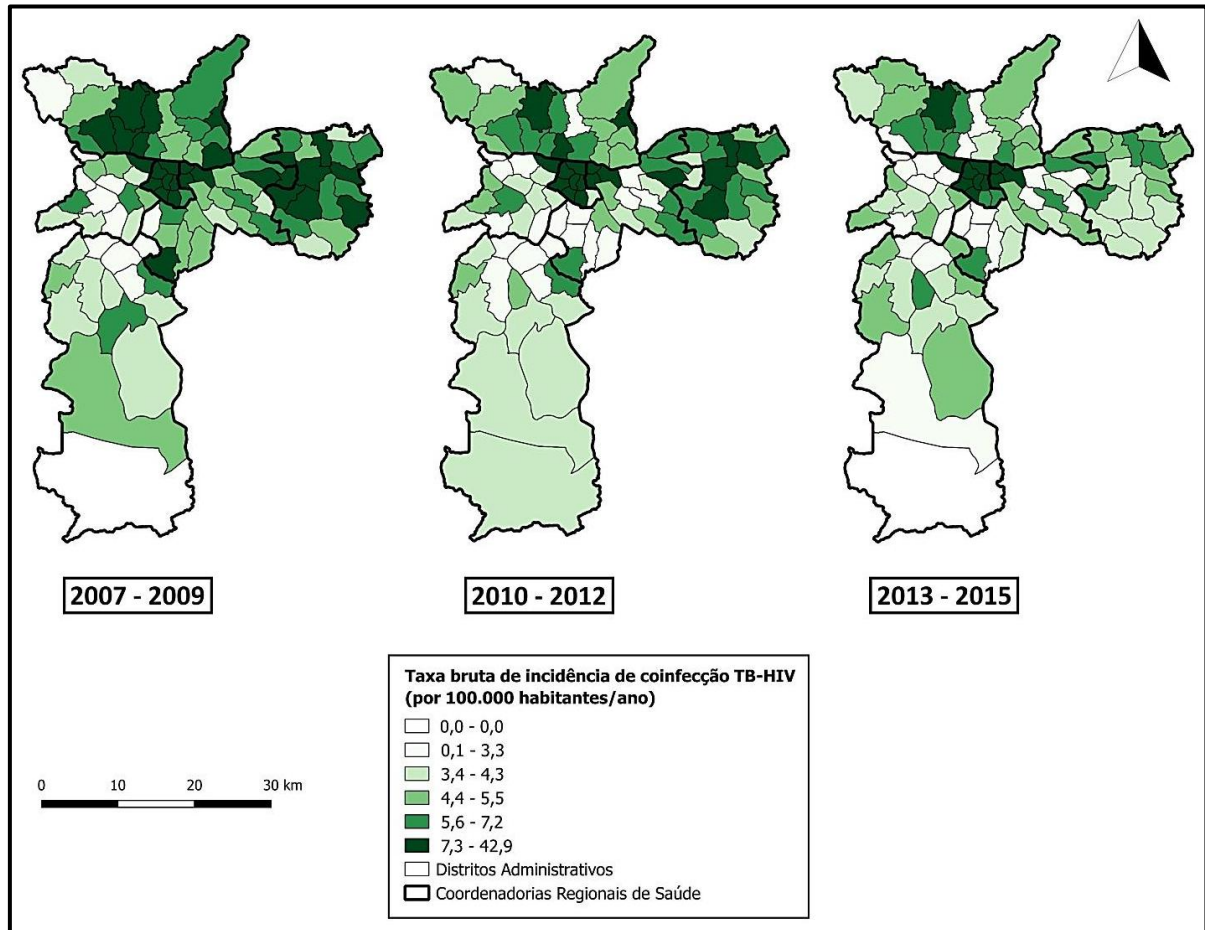 2007 - 2009
2010 - 2012
2013 - 2015
Taxa bruta de incidência de coinfecção TB-HIV
(por 100.000 habitantes/ano)
0,0 - 0,0
0,1 - 3,3
3,4 - 4,3
4,4 - 5,5
5,6 - 7,2
7,3 - 42,9
Distritos Administrativos
Coordenadorias Regionais de Saúde
0 10 20 30 km